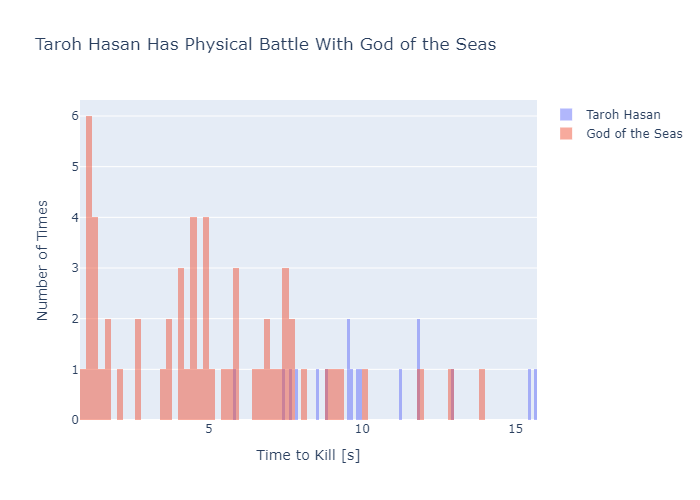 Taroh Hasan Has Physical Battle With God of the Seas
Taroh Hasan
God of the Seas
Number of Times
6
5
4
3
2
1
0
5
10
15
Time to Kill [s]